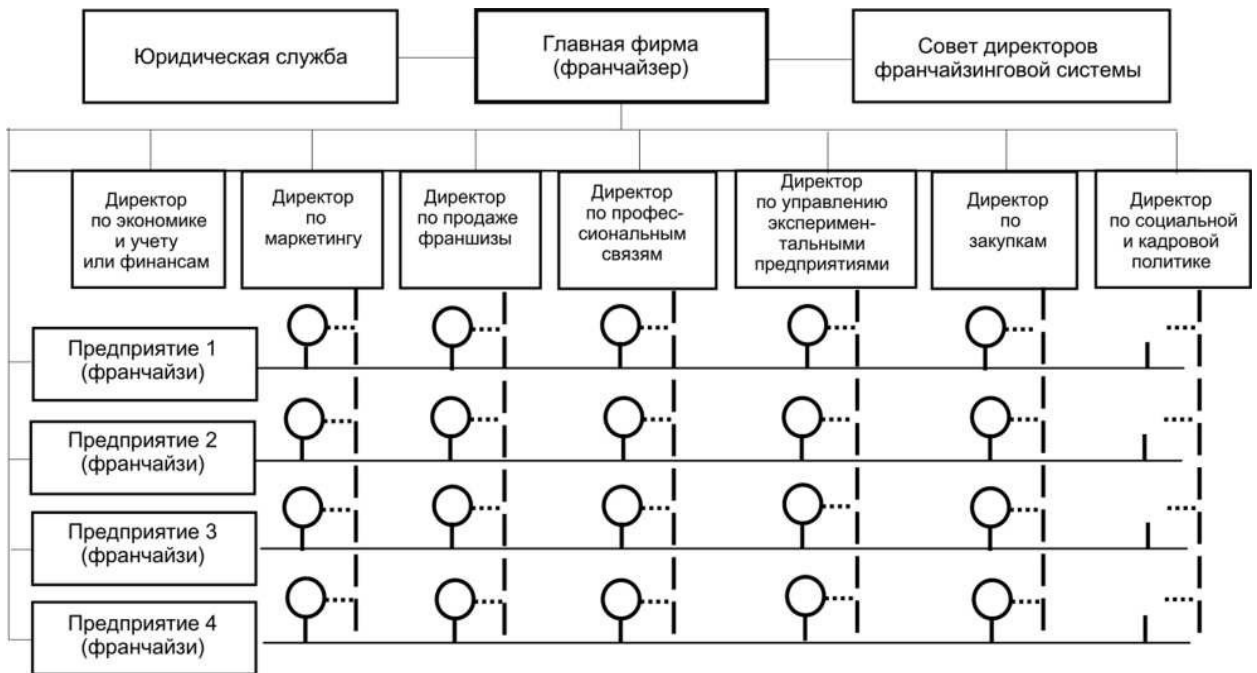 Юридическая служба
Главная фирма
(франчайзер)
Совет директоров
франчайзинговой системы
Директор
по экономике
и учету
или финансам
Директор
по
маркетингу
Директор
по продаже
франшизы
Директор
по профес-
сиональным
связям
Директор
по управлению
эксперимен-
тальными
предприятиями
Директор
по
закупкам
Директор
по социальной
и кадровой
политике
Предприятие 1
(франчайзи)
Предприятие 2
(франчайзи)
Предприятие 3
(франчайзи)
Предприятие 4
(франчайзи)